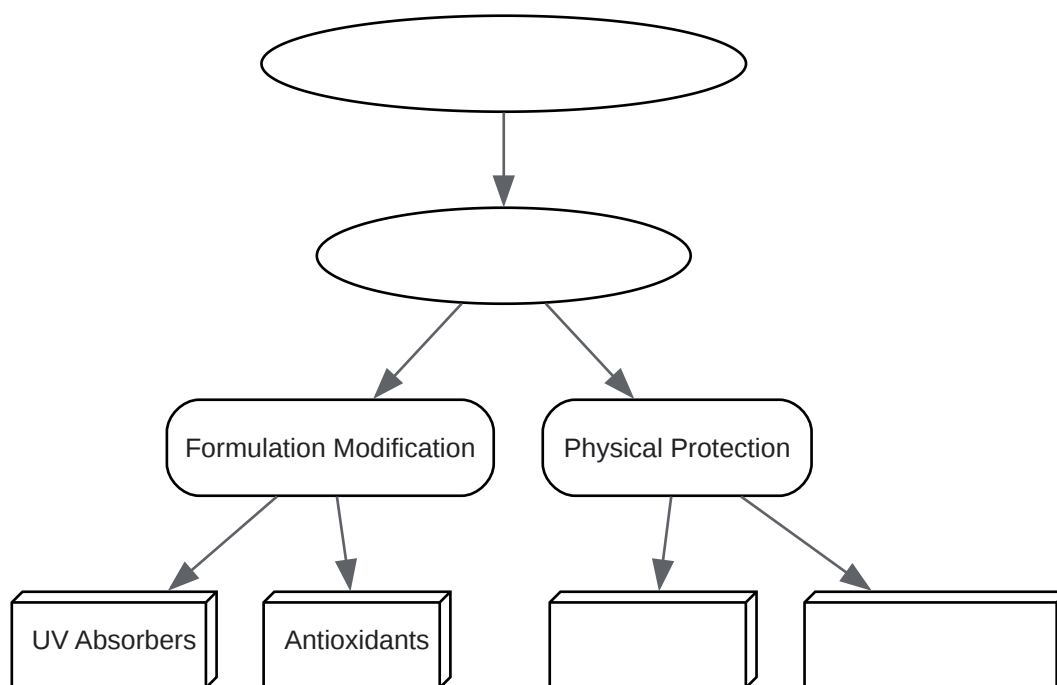 Formulation Modification
Physical Protection
UV Absorbers
Antioxidants